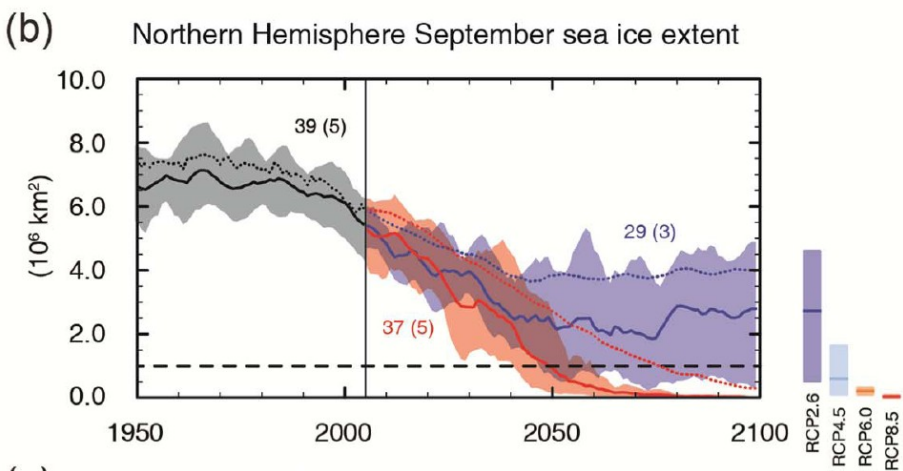 (b) Northern Hemisphere September sea ice extent
10.0
8.0
6.0
4.0
2.0
0.0
(10⁶ km²)
39 (5)
29 (3)
37 (5)
1950 2000 2050 2100
RCP2.6
RCP4.5
RCP6.0
RCP8.5